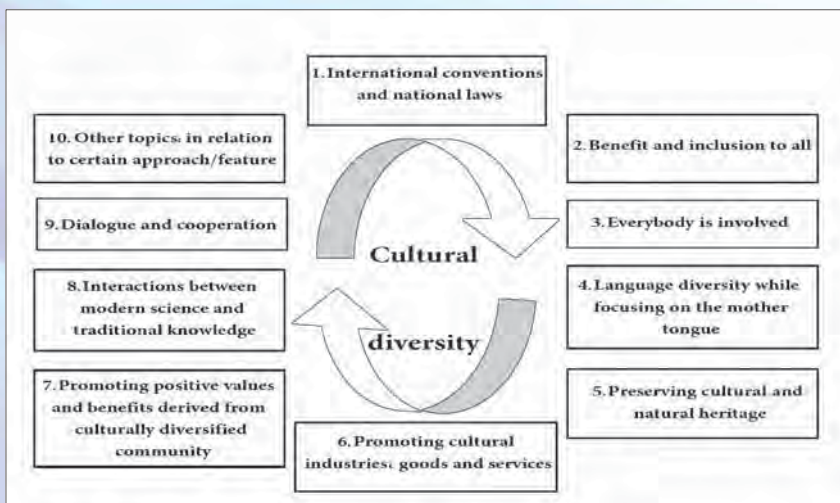 1. International conventions
and national laws
2. Benefit and inclusion to all
3. Everybody is involved
4. Language diversity while
focusing on the mother
tongue
5. Preserving cultural and
natural heritage
6. Promoting cultural
industries, goods and services
7. Promoting positive values
and benefits derived from
culturally diversified
community
8. Interactions between
modern science and
traditional knowledge
9. Dialogue and cooperation
10. Other topics, in relation
to certain approach/feature
Cultural
diversity